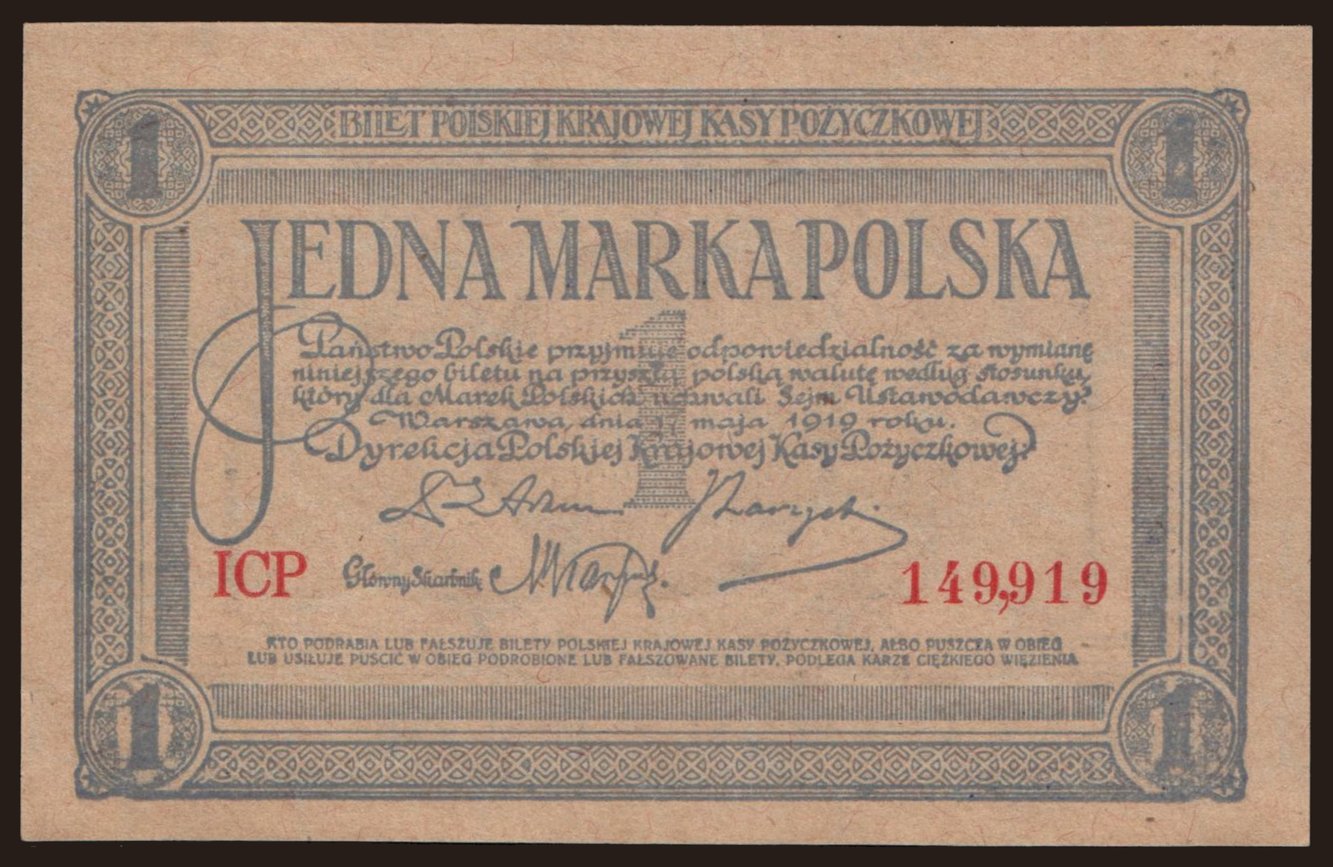 1 BILET POLSKIEJ KRAJOWEJ KASY POŻYCZKOWEJ 1
JEDNA MARKA POLSKA
1
Państwo Polskie przyjmuje odpowiedzialność za wymianę
niniejszego biletu na przyszłą polską walutę według stosunku,
który dla Marek Polskich uchwali Sejm Ustawodawczy.
Warszawa, dnia 17 maja 1919 roku.
Dyrekcja Polskiej Krajowej Kasy Pożyczkowej
ICP Główny Skarbnik 149,919
KTO PODRABIA LUB FAŁSZUJE BILETY POLSKIEJ KRAJOWEJ KASY POŻYCZKOWEJ, ALBO PUSZCZA W OBIEG
LUB USIŁUJE PUŚCIĆ W OBIEG PODROBIONE LUB FAŁSZOWANE BILETY, PODLEGA KARZE CIĘŻKIEGO WIĘZIENIA
1 1